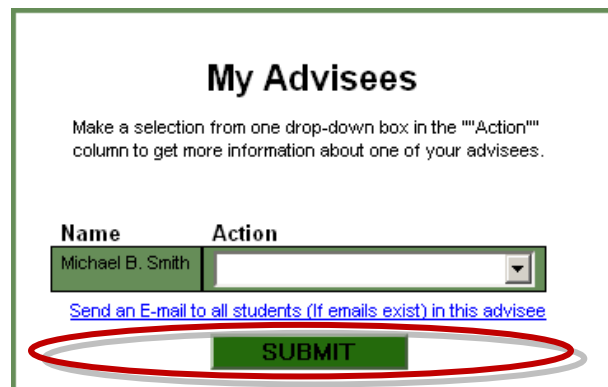 My Advisees
Make a selection from one drop-down box in the ""Action""
column to get more information about one of your advisees.
Name Action
Michael B. Smith
Send an E-mail to all students (If emails exist) in this advisee
SUBMIT